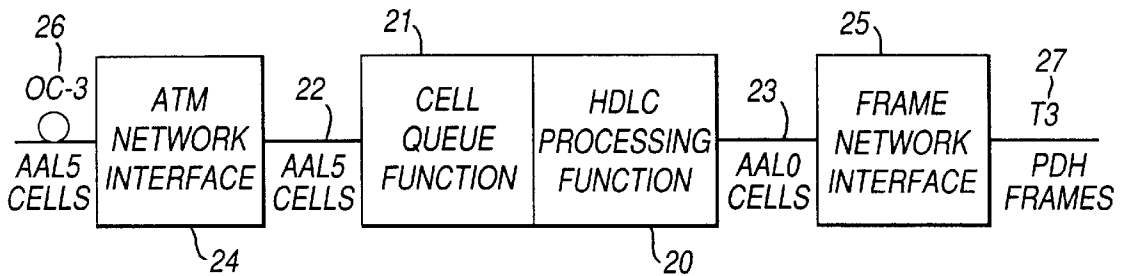 26
OC-3
AAL5
CELLS
ATM
NETWORK
INTERFACE
24
22
AAL5
CELLS
21
CELL
QUEUE
FUNCTION
HDLC
PROCESSING
FUNCTION
20
23
AAL0
CELLS
25
FRAME
NETWORK
INTERFACE
27
T3
PDH
FRAMES